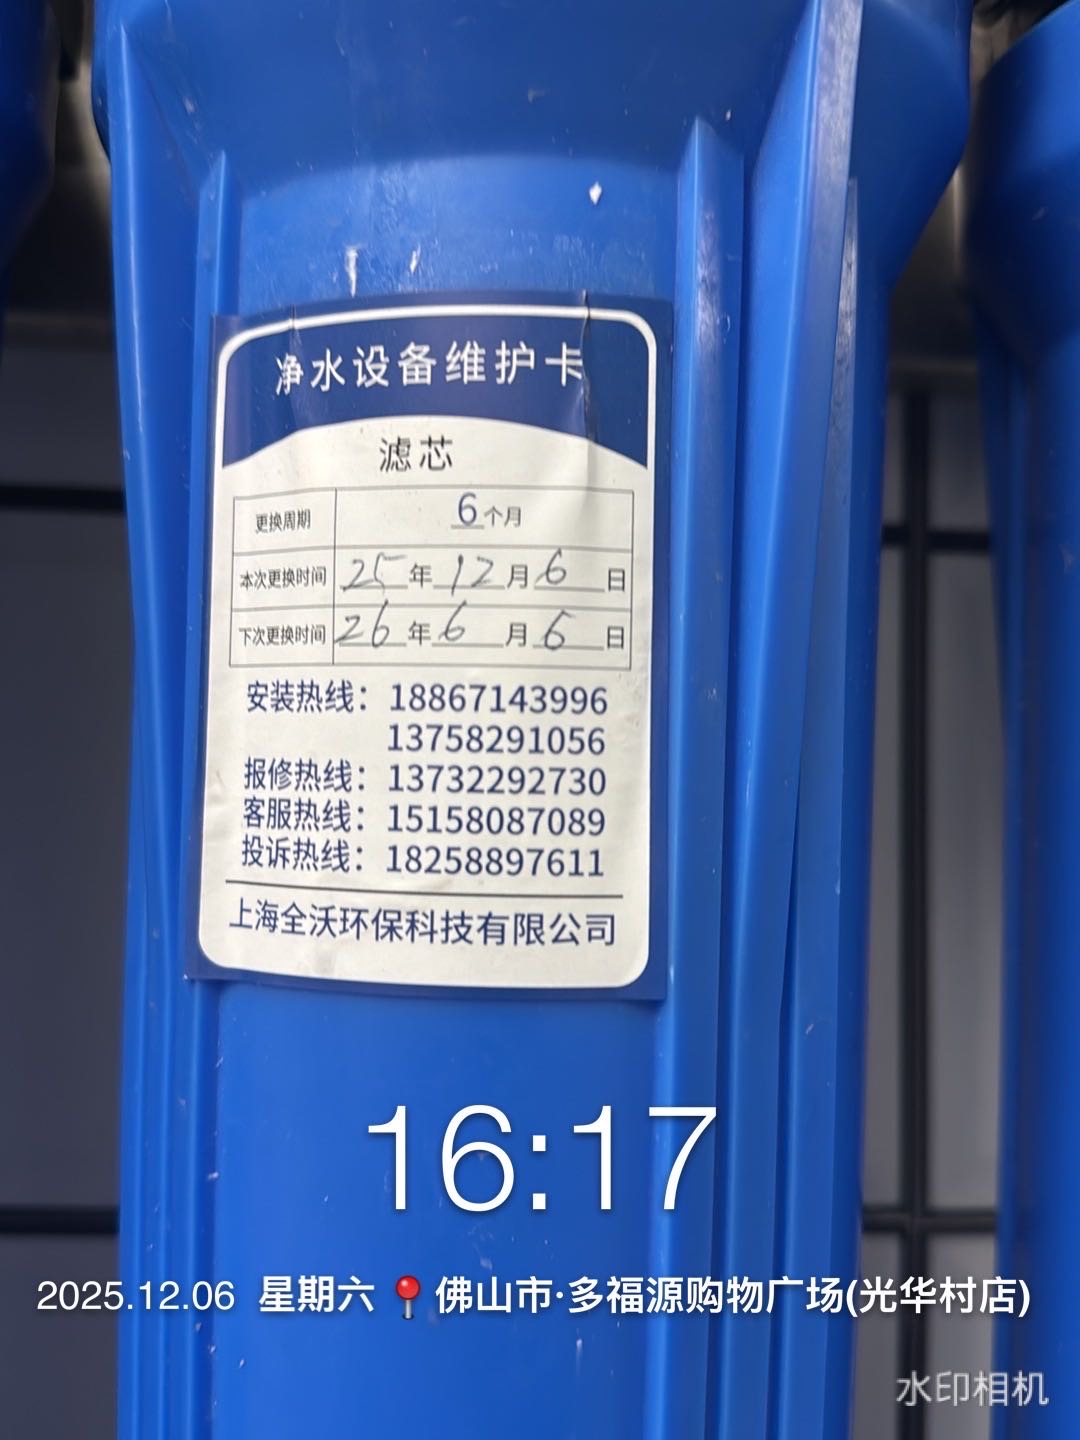 净水设备维护卡
滤芯
更换周期 6个月
本次更换时间 25年12月6日
下次更换时间 26年6月6日
安装热线：18867143996
13758291056
报修热线：13732292730
客服热线：15158087089
投诉热线：18258897611
上海全沃环保科技有限公司
16:17
2025.12.06 星期六 佛山市·多福源购物广场(光华村店)
水印相机